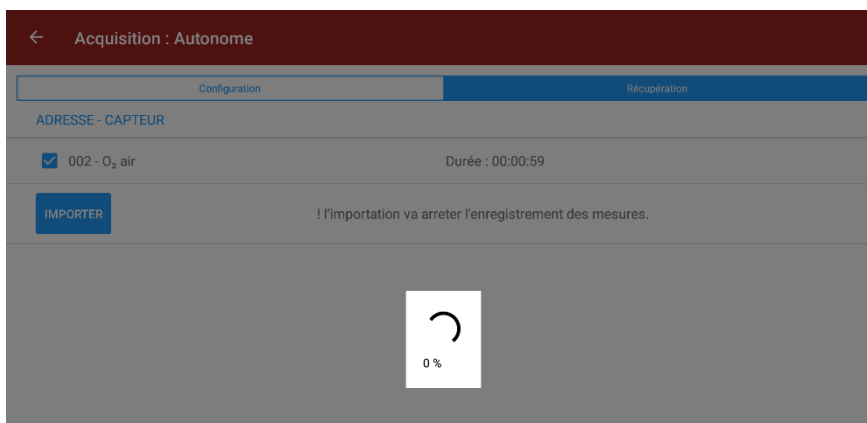 Acquisition : Autonome
Configuration
Récupération
ADRESSE - CAPTEUR
002 - O₂ air
Durée : 00:00:59
IMPORTER
! l'importation va arreter l'enregistrement des mesures.
0 %